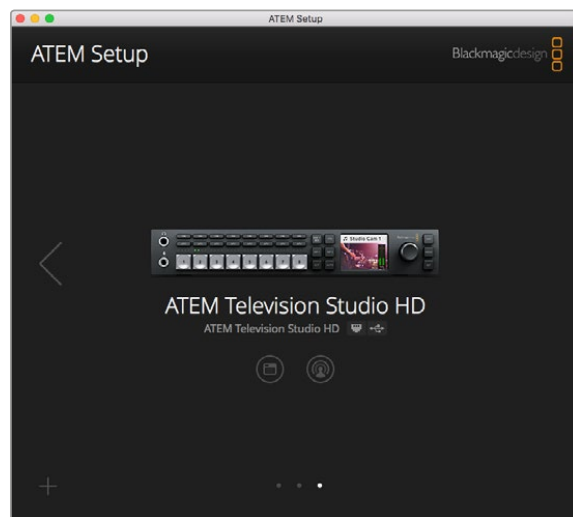 ATEM Setup
ATEM Setup
Blackmagicdesign
Studio Cam 1
ATEM Television Studio HD
ATEM Television Studio HD